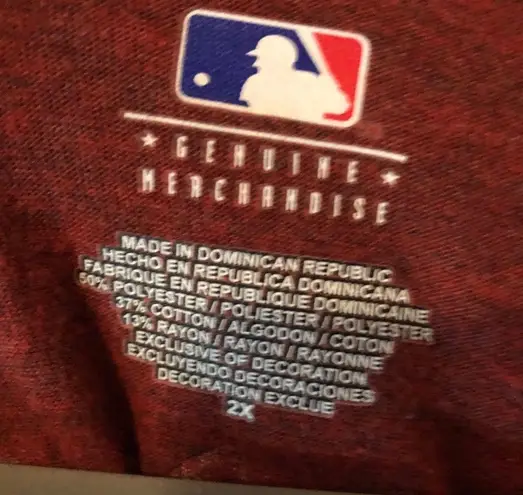 ★ GENUINE ★
MERCHANDISE
MADE IN DOMINICAN REPUBLIC
HECHO EN REPUBLICA DOMINICANA
FABRIQUE EN REPUBLIQUE DOMINICAINE
50% POLYESTER / POLIESTER / POLYESTER
37% COTTON / ALGODON / COTON
13% RAYON / RAYON / RAYONNE
EXCLUSIVE OF DECORATION
EXCLUYENDO DECORACIONES
DECORATION EXCLUE
2X